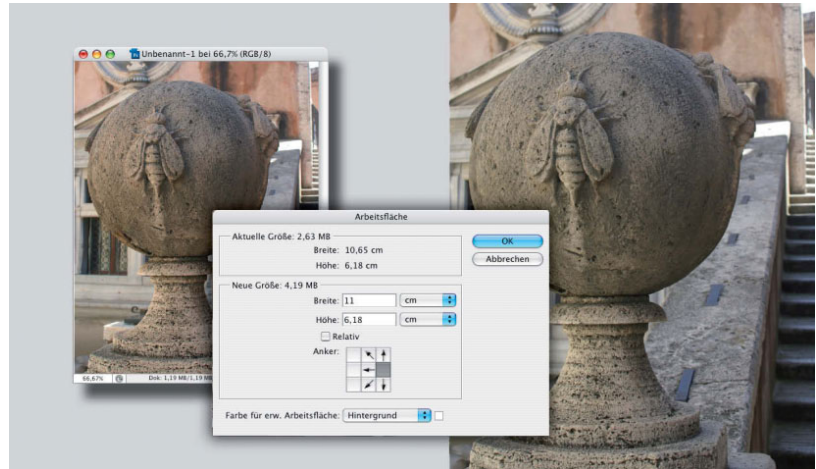 Unbenannt-1 bei 66,7% (RGB/8)
66,67%
Dok: 1,19 MB/1,19 MB
Arbeitsfläche
Aktuelle Größe: 2,63 MB
Breite: 10,65 cm
Höhe: 6,18 cm
Neue Größe: 4,19 MB
Breite: 11 cm
Höhe: 6,18 cm
Relativ
Anker:
Farbe für erw. Arbeitsfläche: Hintergrund
OK
Abbrechen